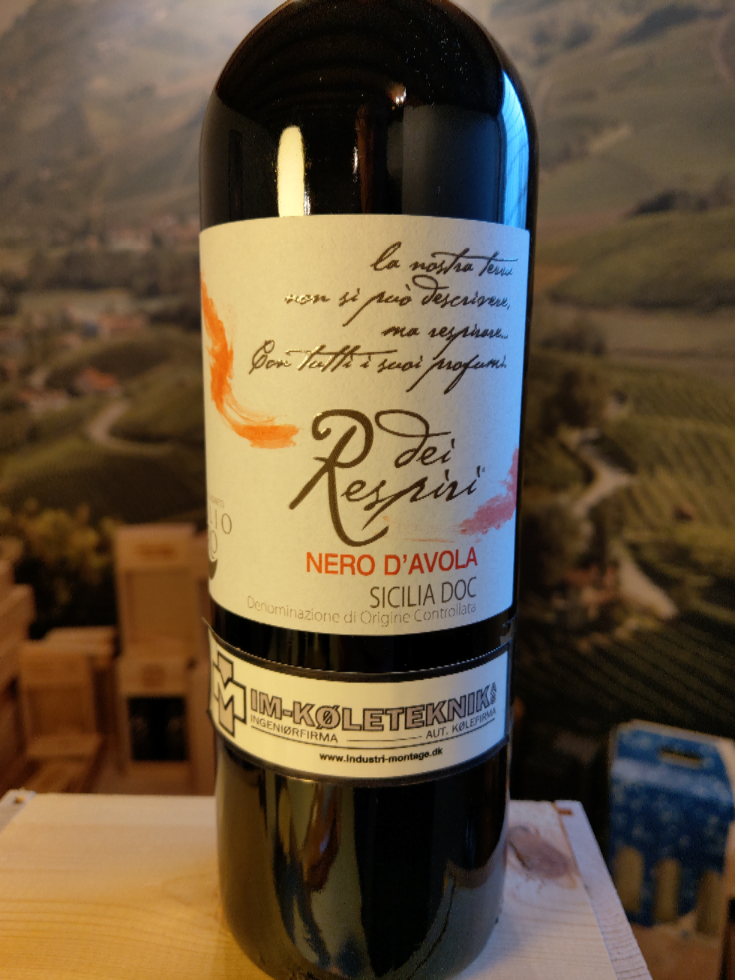 la nostra terra
non si può descrivere,
ma respirare...
Con tutti i suoi profumi.
dei
Respiri
NERO D'AVOLA
SICILIA DOC
Denominazione di Origine Controllata
IM-KØLETEKNIK A/S
INGENIØRFIRMA AUT. KØLEFIRMA
www.industri-montage.dk